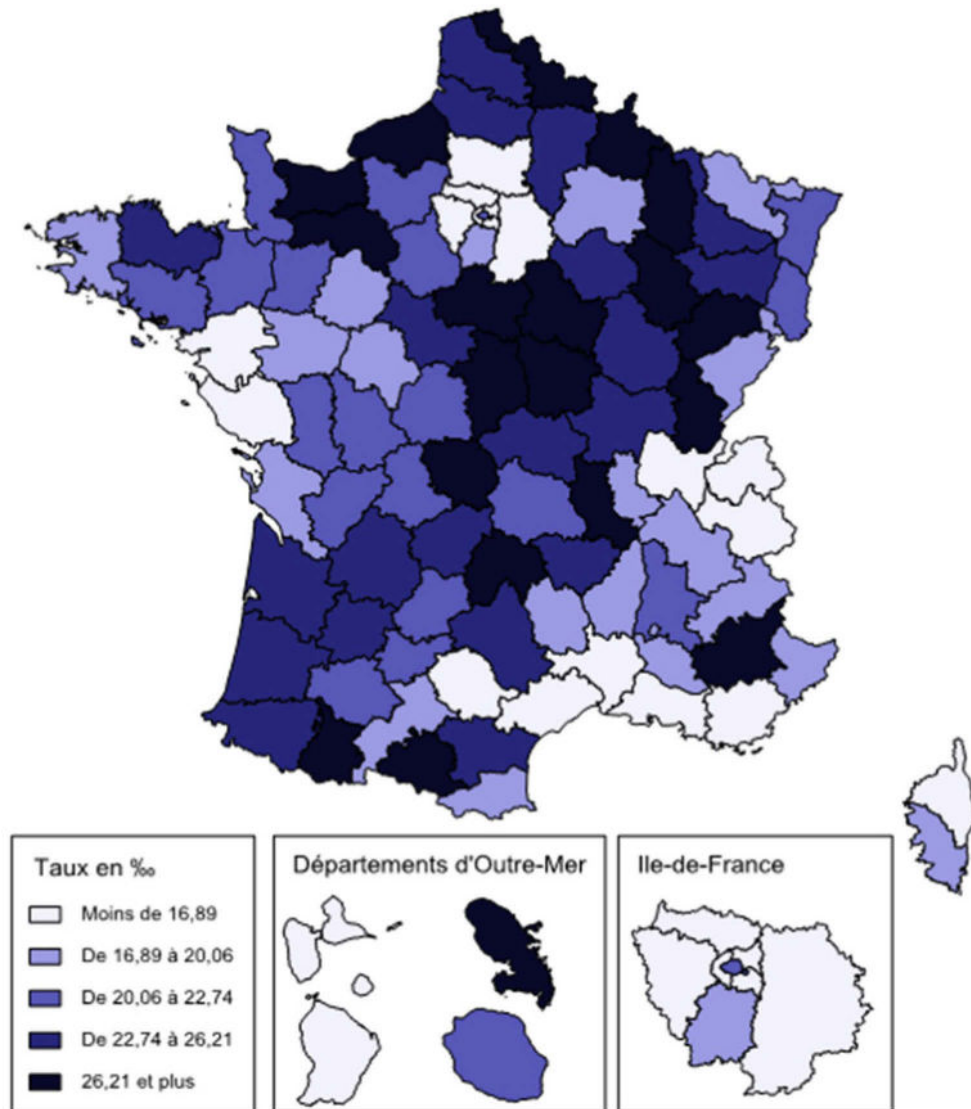 Taux en ‰
Moins de 16,89
De 16,89 à 20,06
De 20,06 à 22,74
De 22,74 à 26,21
26,21 et plus
Départements d'Outre-Mer
Ile-de-France